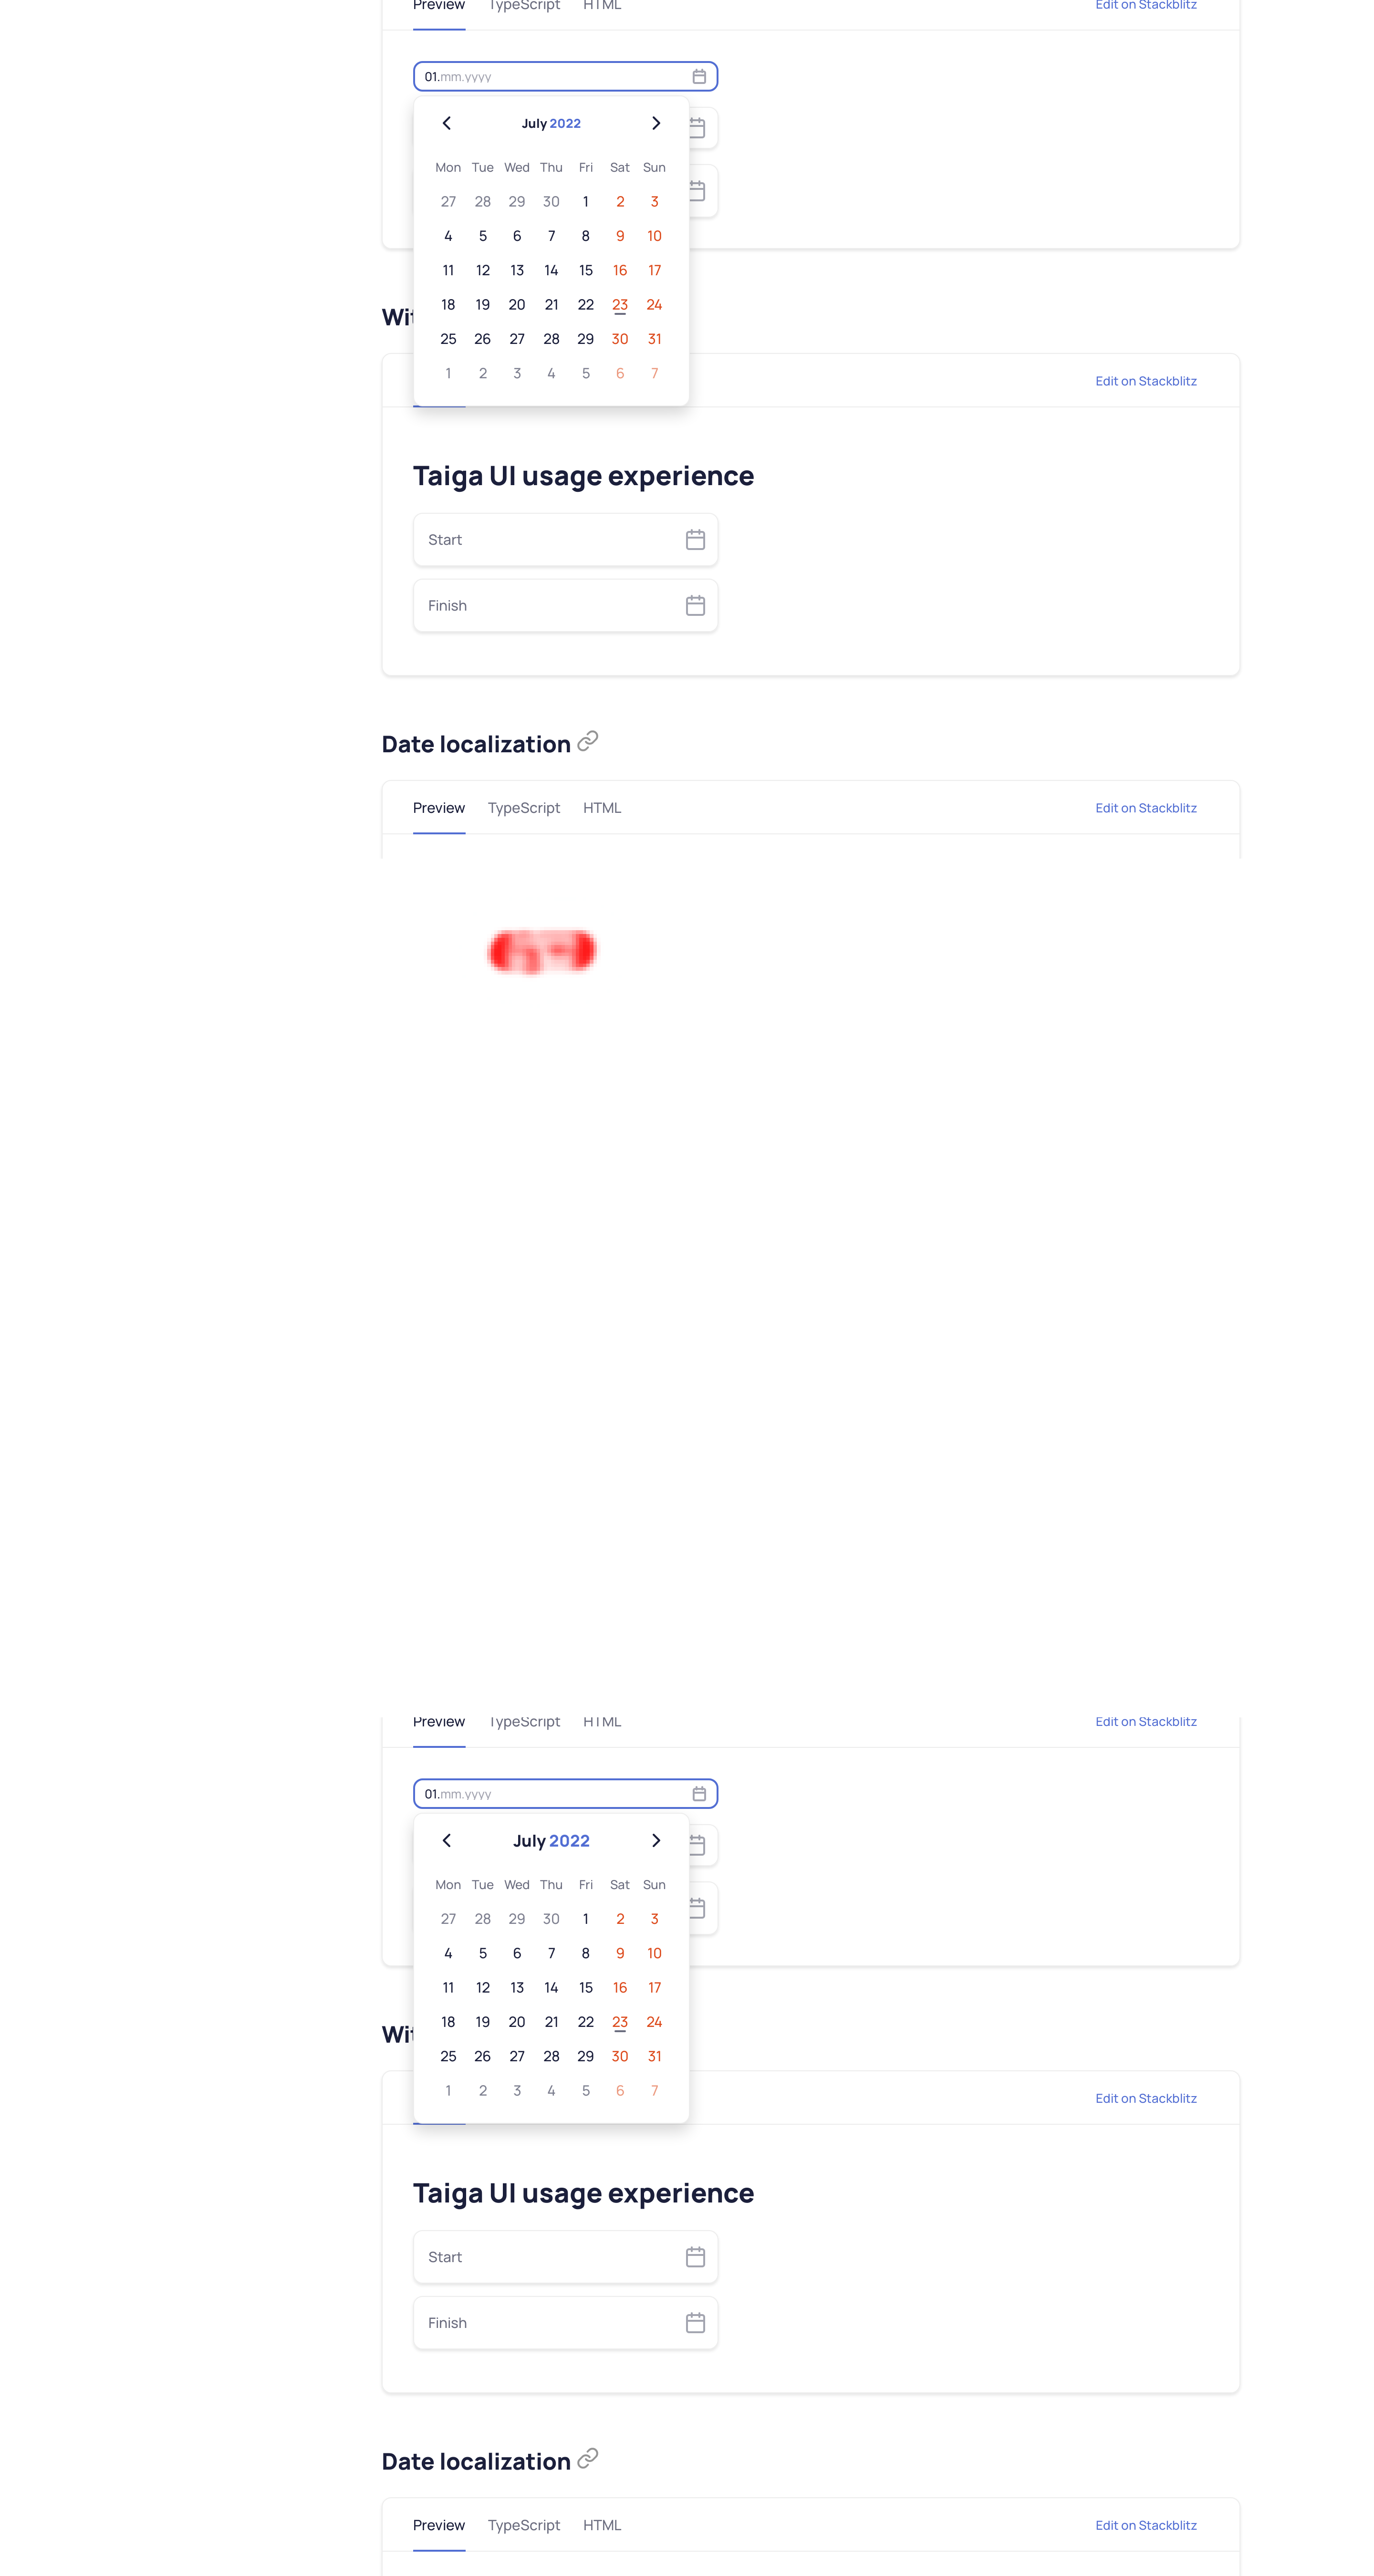 Preview TypeScript HTML Edit on Stackblitz
01.mm.yyyy
July 2022
Mon Tue Wed Thu Fri Sat Sun
27 28 29 30 1 2 3
4 5 6 7 8 9 10
11 12 13 14 15 16 17
18 19 20 21 22 23 24
Wit
25 26 27 28 29 30 31
1 2 3 4 5 6 7
Edit on Stackblitz
Taiga UI usage experience
Start
Finish
Date localization
Preview TypeScript HTML Edit on Stackblitz
Preview TypeScript HTML Edit on Stackblitz
01.mm.yyyy
July 2022
Mon Tue Wed Thu Fri Sat Sun
27 28 29 30 1 2 3
4 5 6 7 8 9 10
11 12 13 14 15 16 17
18 19 20 21 22 23 24
Wit
25 26 27 28 29 30 31
1 2 3 4 5 6 7
Edit on Stackblitz
Taiga UI usage experience
Start
Finish
Date localization
Preview TypeScript HTML Edit on Stackblitz